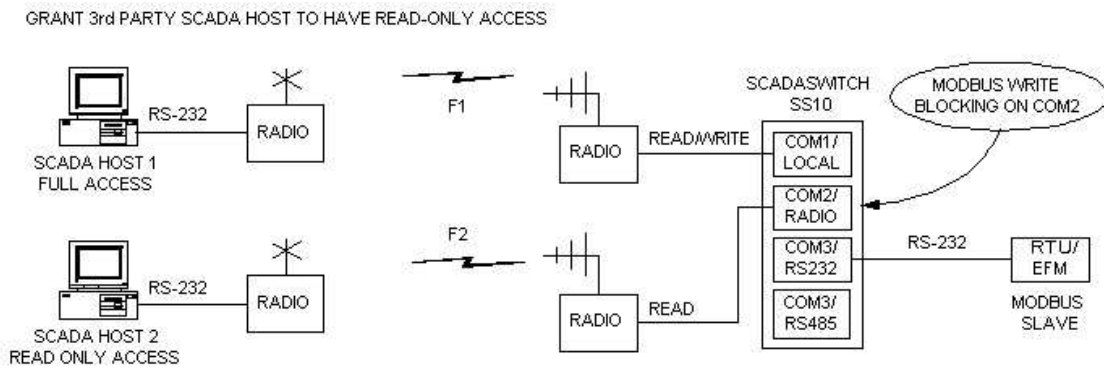 GRANT 3rd PARTY SCADA HOST TO HAVE READ-ONLY ACCESS
SCADASWITCH
SS10
MODBUS WRITE
BLOCKING ON COM2
RS-232
RADIO
F1
RADIO
READ/WRITE
COM1/
LOCAL
SCADA HOST 1
FULL ACCESS
COM2/
RADIO
F2
RS-232
RADIO
RADIO
READ
COM3/
RS232
RS-232
RTU/
EFM
COM3/
RS485
MODBUS
SLAVE
SCADA HOST 2
READ ONLY ACCESS